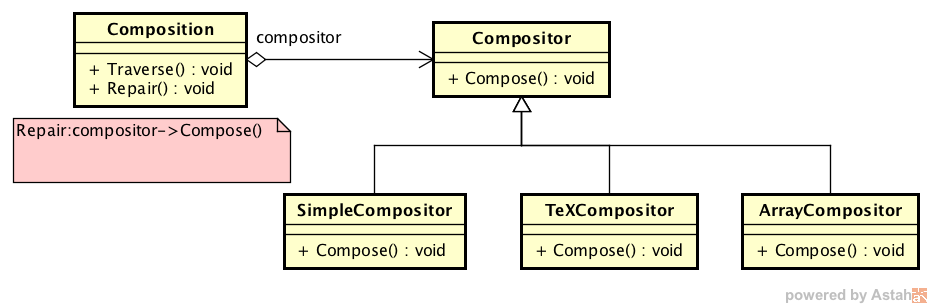 Composition
+ Traverse() : void
+ Repair() : void
compositor
Compositor
+ Compose() : void
Repair:compositor->Compose()
SimpleCompositor
+ Compose() : void
TeXCompositor
+ Compose() : void
ArrayCompositor
+ Compose() : void
powered by Astah